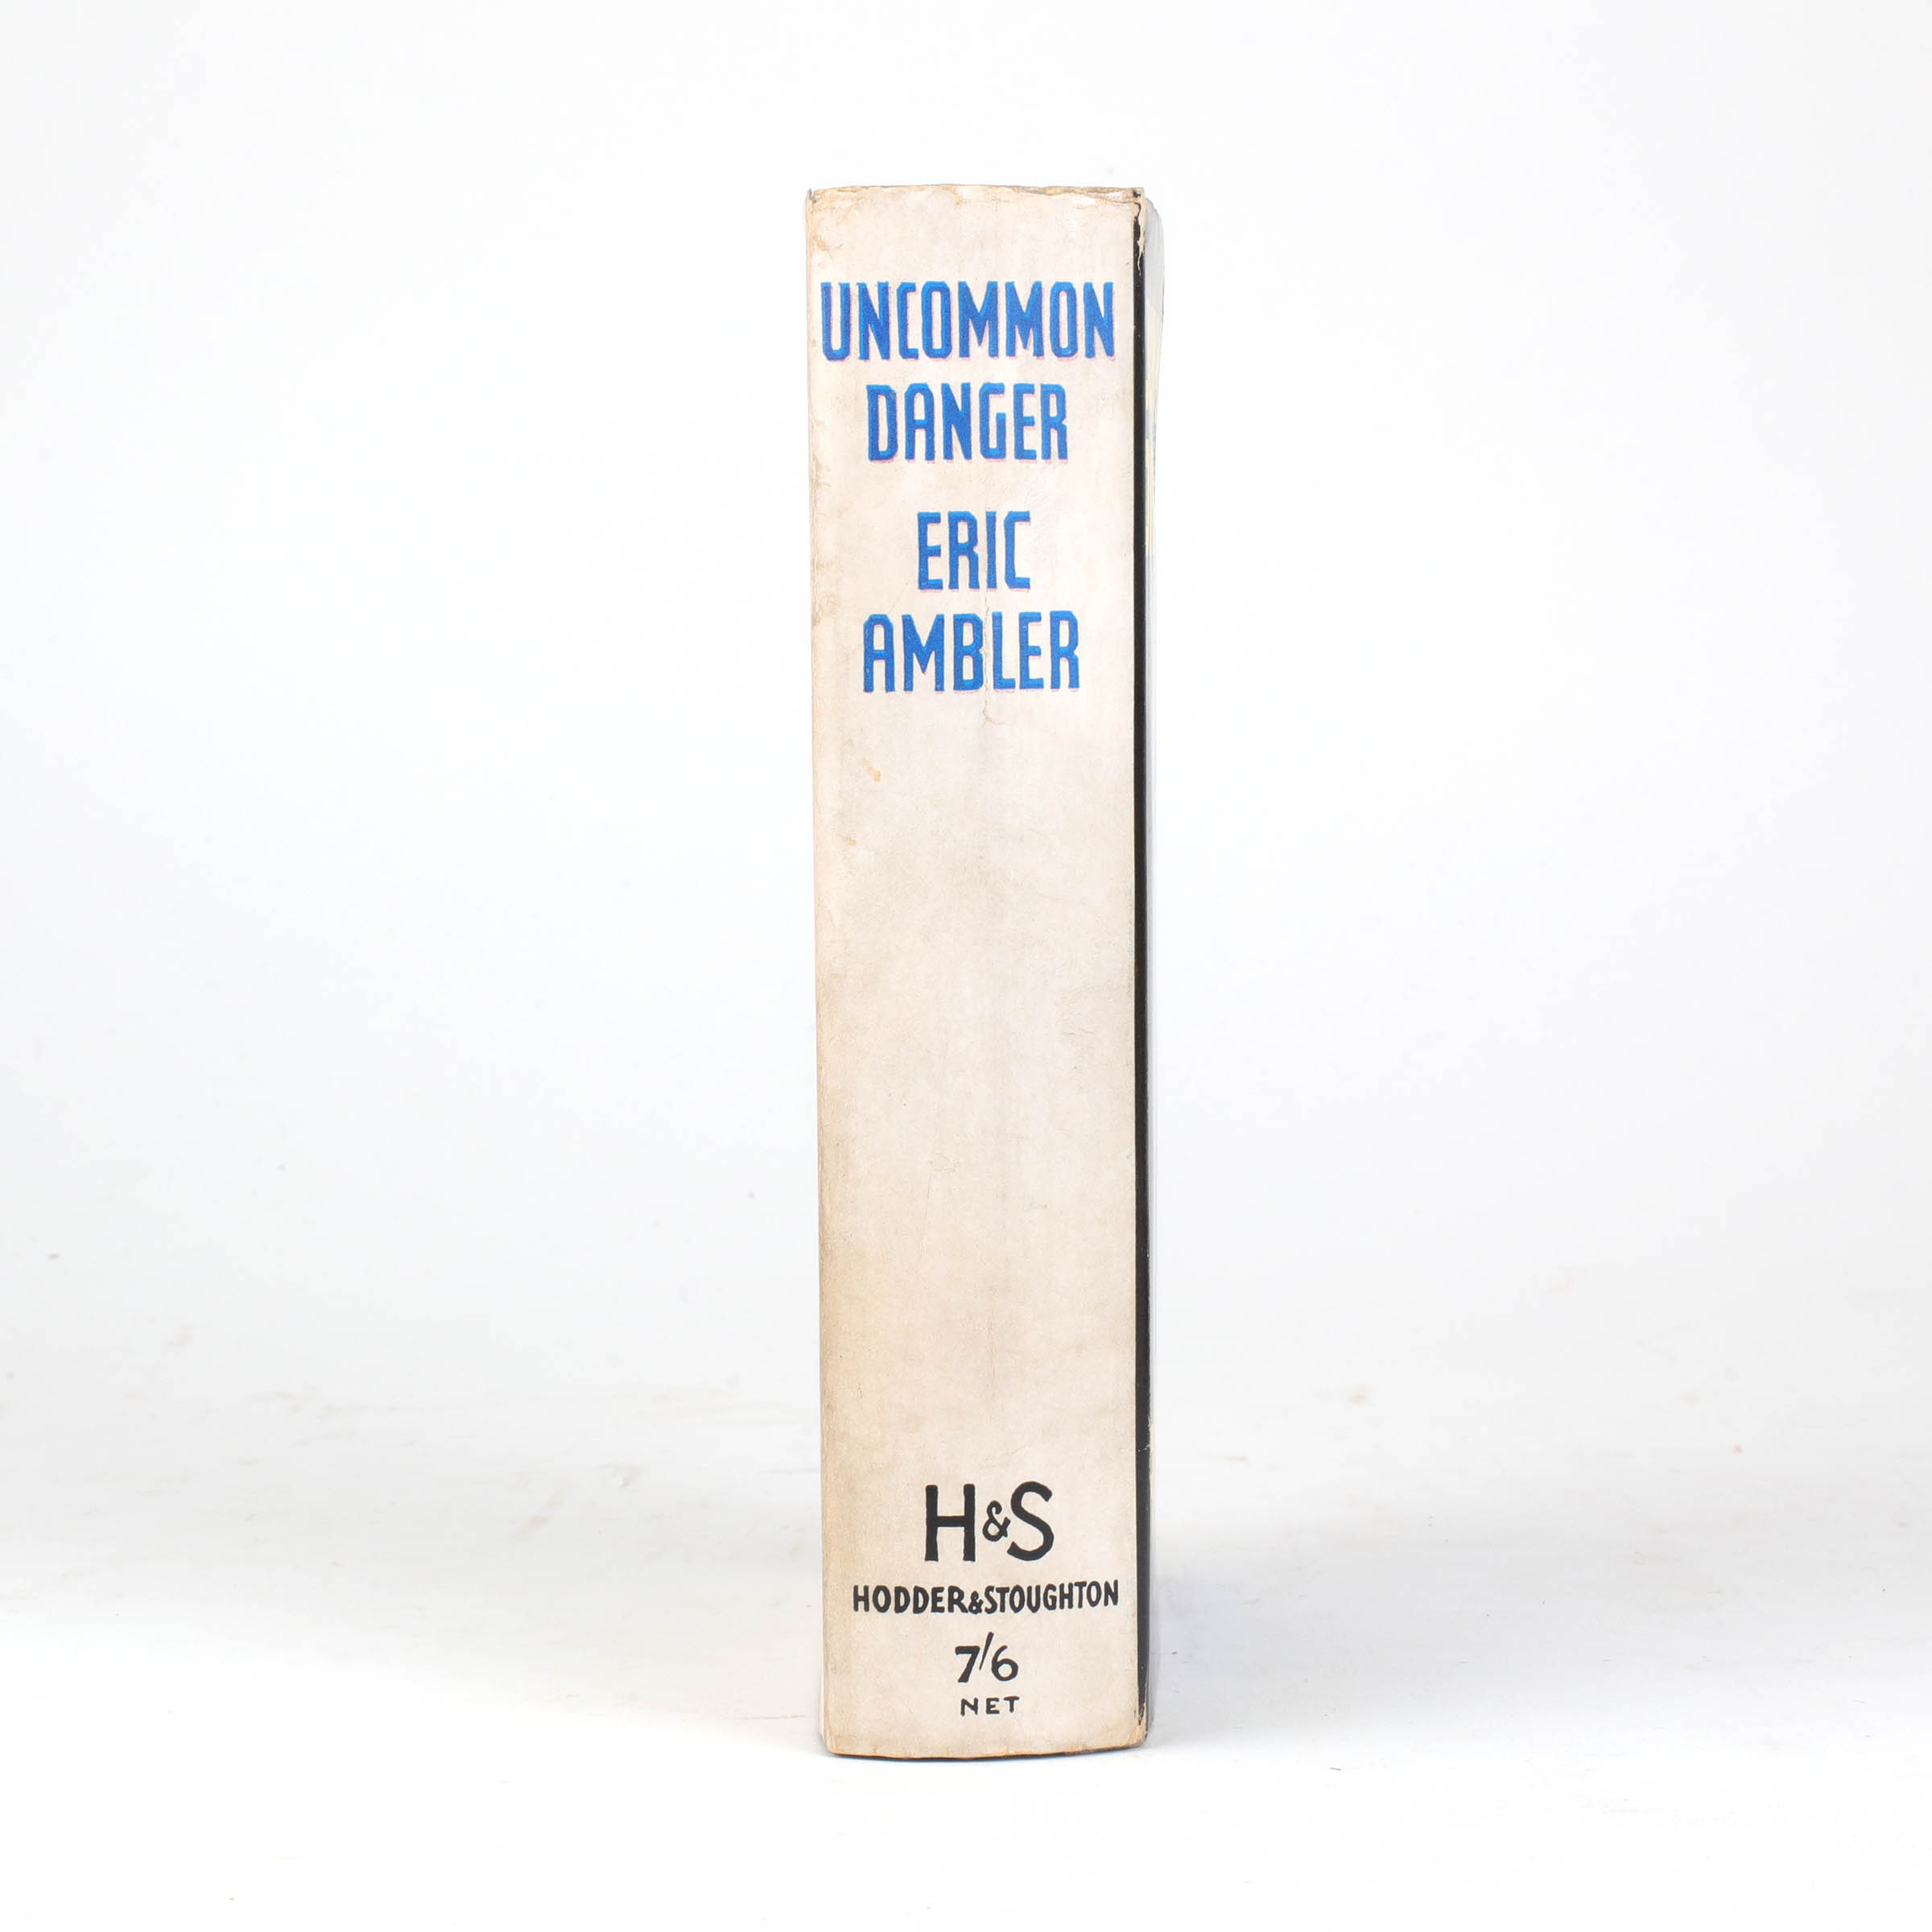 UNCOMMON
DANGER
ERIC
AMBLER
H&S
HODDER&STOUGHTON
7/6
NET